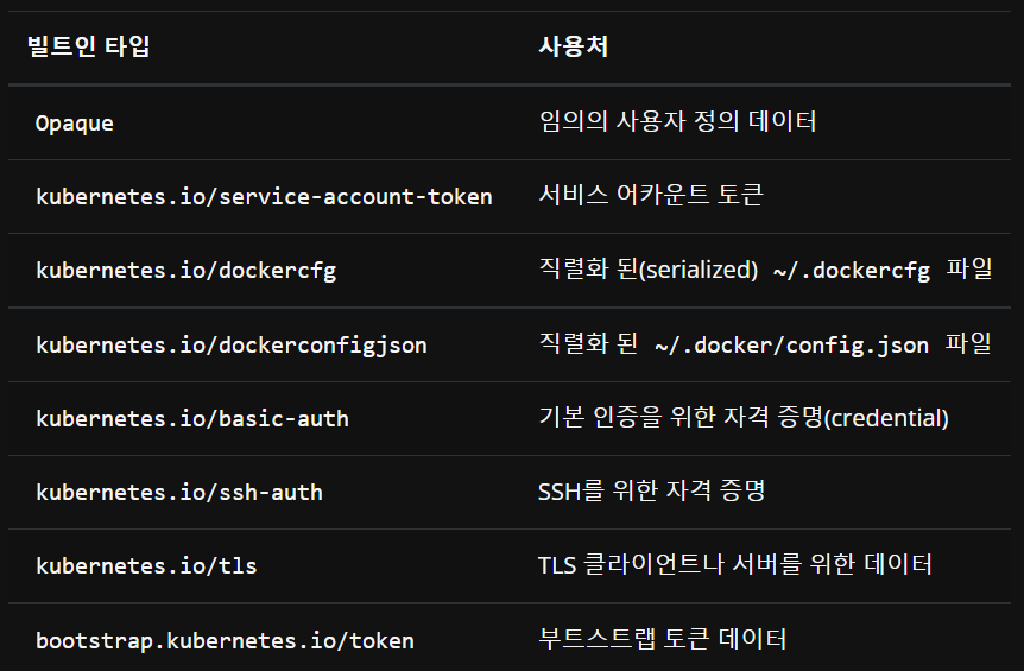 빌트인 타입 사용처
Opaque 임의의 사용자 정의 데이터
kubernetes.io/service-account-token 서비스 어카운트 토큰
kubernetes.io/dockercfg 직렬화 된(serialized) ~/.dockercfg 파일
kubernetes.io/dockerconfigjson 직렬화 된 ~/.docker/config.json 파일
kubernetes.io/basic-auth 기본 인증을 위한 자격 증명(credential)
kubernetes.io/ssh-auth SSH를 위한 자격 증명
kubernetes.io/tls TLS 클라이언트나 서버를 위한 데이터
bootstrap.kubernetes.io/token 부트스트랩 토큰 데이터